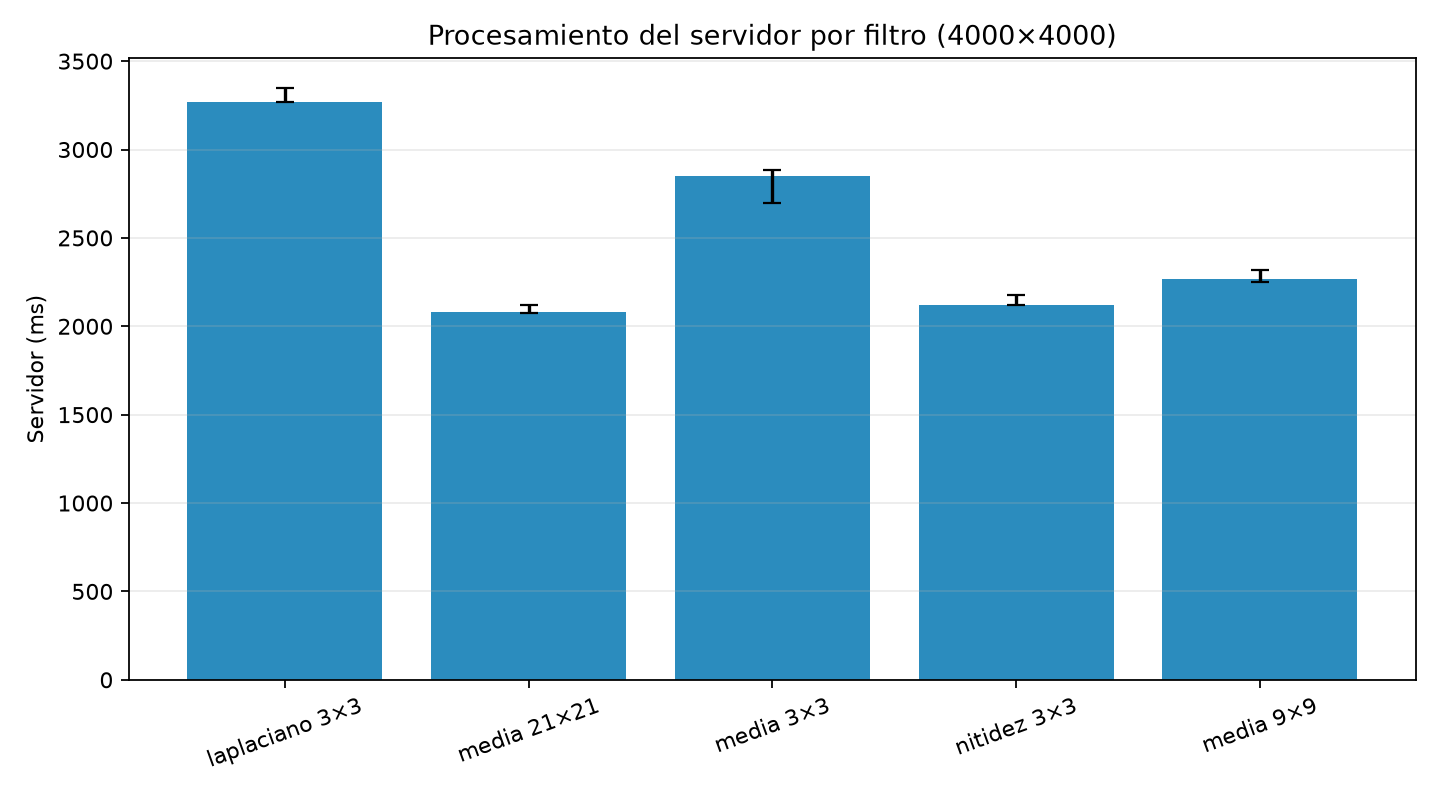 Procesamiento del servidor por filtro (4000×4000)
Servidor (ms)
3500
3000
2500
2000
1500
1000
500
0
laplaciano 3×3
media 21×21
media 3×3
nitidez 3×3
media 9×9